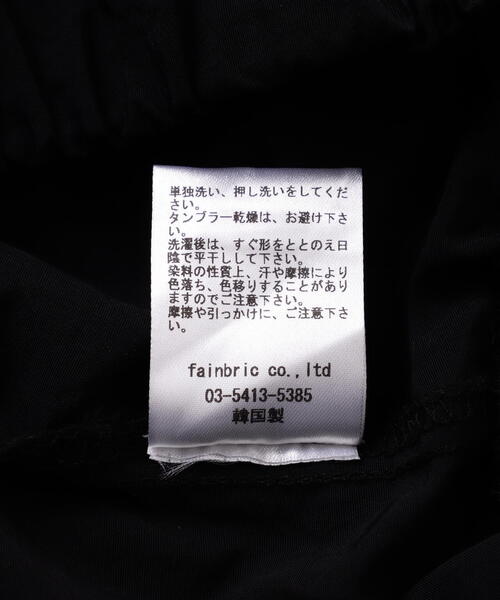 単独洗い、押し洗いをしてくだ
さい。
タンブラー乾燥は、お避け下さ
い。
洗濯後は、すぐ形をととのえ日
陰で平干しして下さい。
染料の性質上、汗や摩擦により
色落ち、色移りすることがあり
ますのでご注意下さい。
摩擦や引っかけに、ご注意下さい。
fainbric co.,ltd
03-5413-5385
韓国製